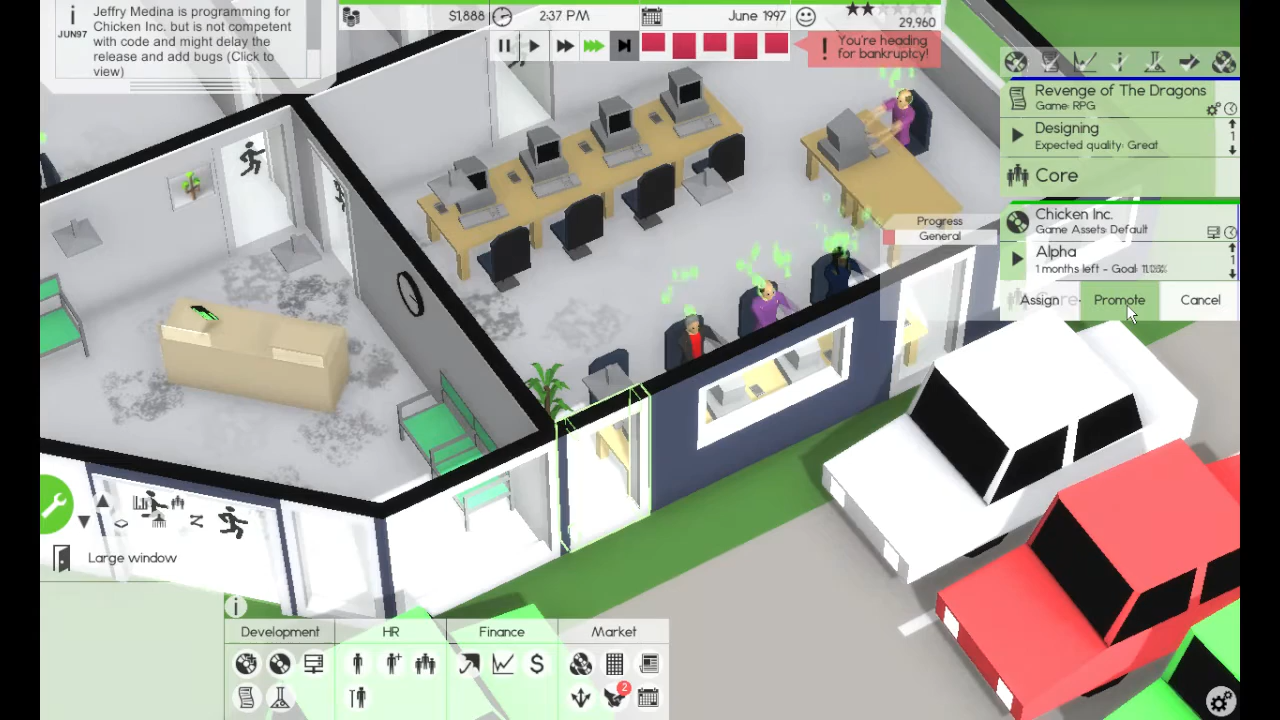 Jeffry Medina is programming for
Chicken Inc. but is not competent
with code and might delay the
release and add bugs (Click to
view)
JUN97
$1,888
2:37 PM
June 1997
29,960
You're heading
for bankruptcy!
Revenge of The Dragons
Game: RPG
Designing
Expected quality: Great
1
Core
Chicken Inc.
Game Assets: Default
Alpha
1 months left - Goal:
1
Progress
General
Assign
Promote
Cancel
Large window
Development
HR
Finance
Market
2